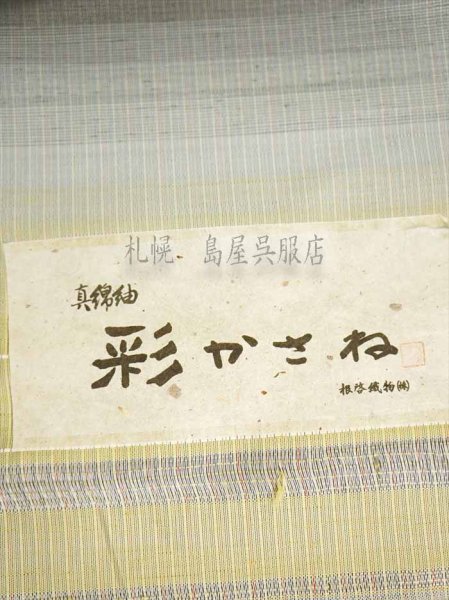 札幌 島屋呉服店
真綿紬
彩かさね
根啓織物㈱